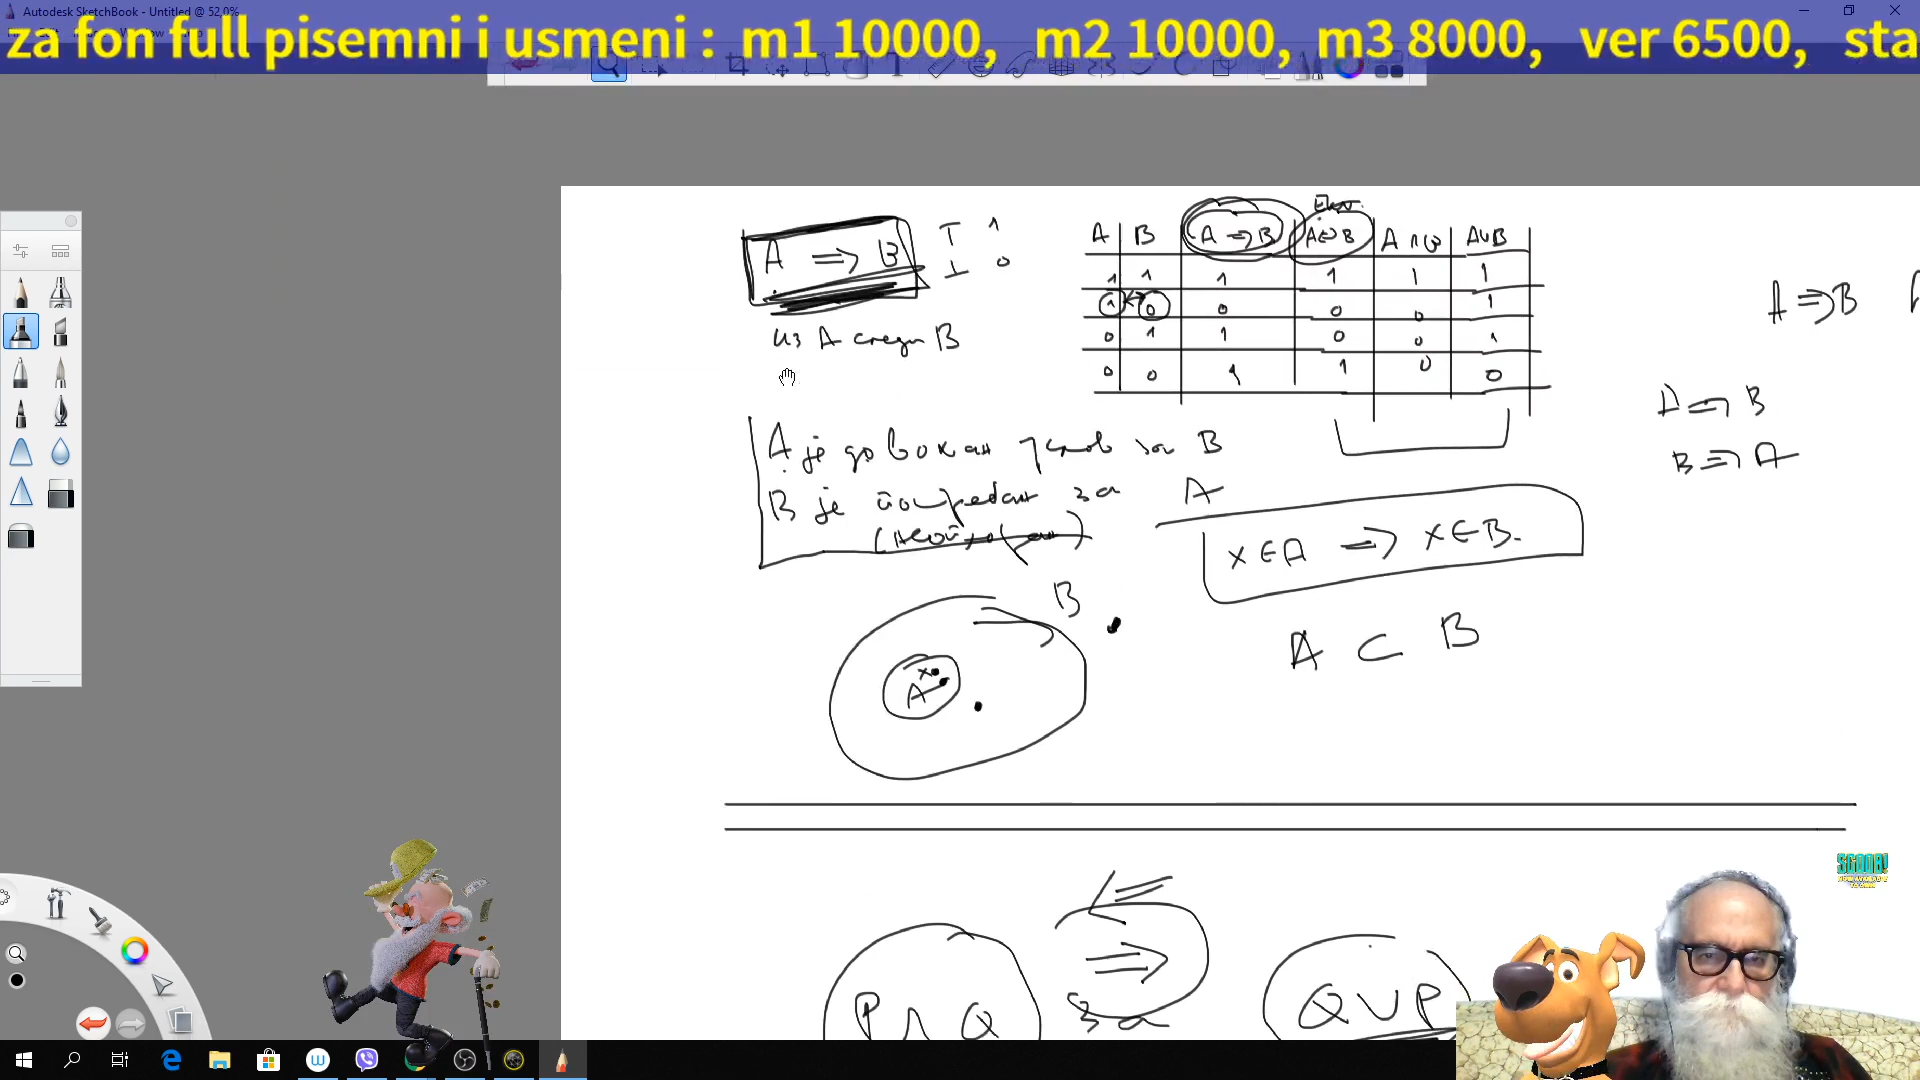 Autodesk SketchBook - Untitled @ 52,0%
za fon full pisemni i usmeni : m1 10000, m2 10000, m3 8000, ver 6500, sta
A ⇒ B
⊤ 1
⊥ 0
из A следи B
A B A ⇒ B A⇔B A ∧ B A∪B
1 1 1 1 1 1
1 0 0 0 0 1
0 1 1 0 0 1
0 0 1 1 0 0
A ⇒ B
A ⇒ B
B ⇒ A
A је довољан услов за B
B је потребан за A
x ∈ A ⇒ x ∈ B.
B
A ⊂ B
x
A
⇐
⇒
P ∧ Q за Q ∪ P
SCOOB!